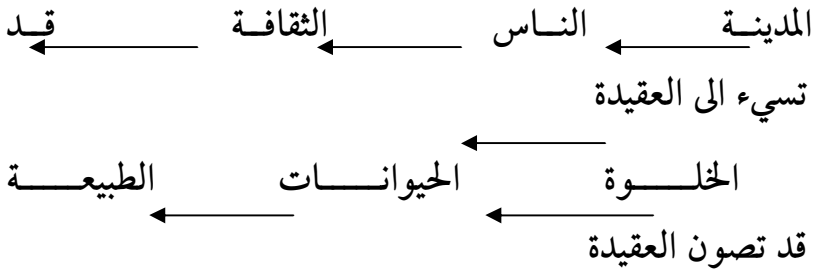 المدينة الناس الثقافة قد
تسيء الى العقيدة
الخلوة الحيوانات الطبيعة
قد تصون العقيدة